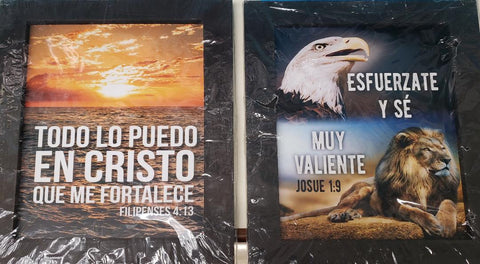 TODO LO PUEDO
EN CRISTO
QUE ME FORTALECE
FILIPENSES 4:13
ESFUERZATE
Y SÉ
MUY
VALIENTE
JOSUE 1:9